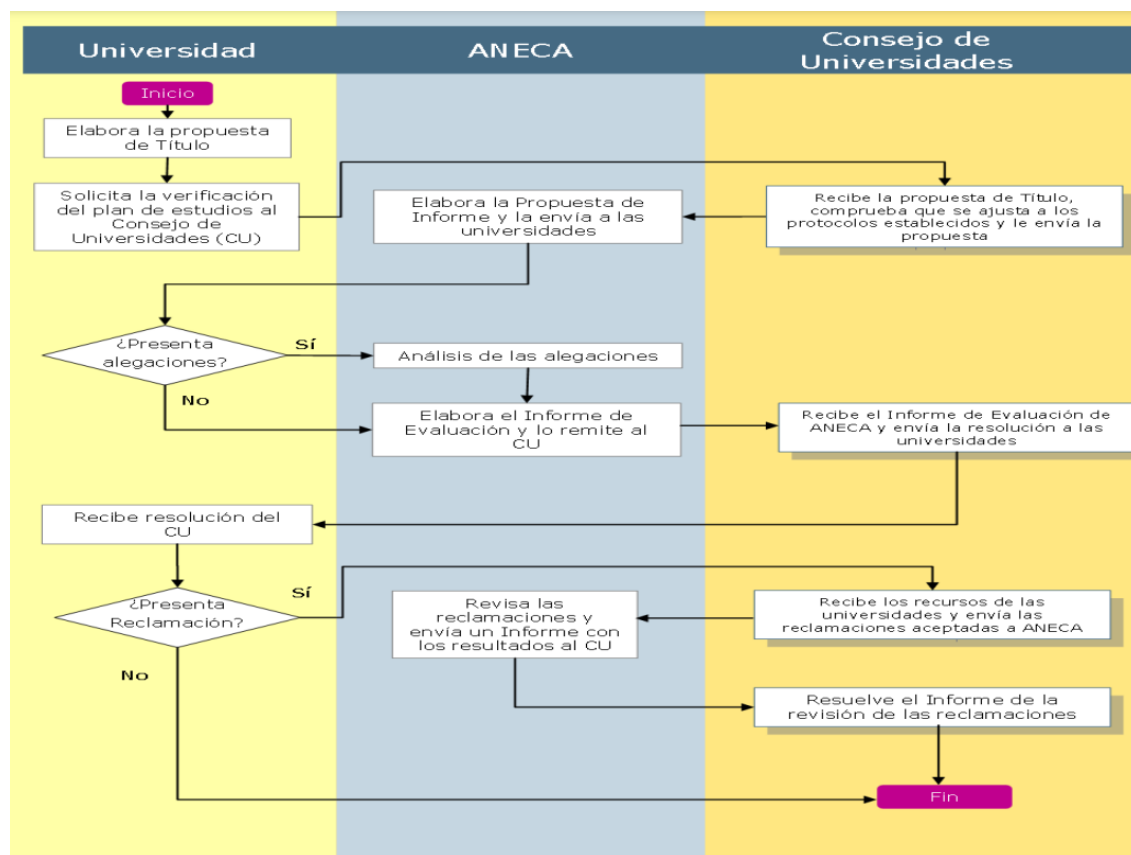 Universidad
ANECA
Consejo de
Universidades
Inicio
Elabora la propuesta
de Título
Solicita la verificación
del plan de estudios al
Consejo de
Universidades (CU)
Elabora la Propuesta de
Informe y la envía a las
universidades
Recibe la propuesta de Título,
comprueba que se ajusta a los
protocolos establecidos y le envía la
propuesta
¿Presenta
alegaciones?
Sí
No
Análisis de las alegaciones
Elabora el Informe de
Evaluación y lo remite al
CU
Recibe el Informe de Evaluación de
ANECA y envía la resolución a las
universidades
Recibe resolución del
CU
¿Presenta
Reclamación?
Sí
No
Revisa las
reclamaciones y
envía un Informe con
los resultados al CU
Recibe los recursos de las
universidades y envía las
reclamaciones aceptadas a ANECA
Resuelve el Informe de la
revisión de las reclamaciones
Fin